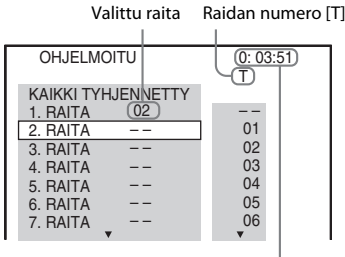 Valittu raita Raidan numero [T]
OHJELMOITU 0: 03:51
T
KAIKKI TYHJENNETTY
1. RAITA 02 – –
2. RAITA – – 01
3. RAITA – – 02
4. RAITA – – 03
5. RAITA – – 04
6. RAITA – – 05
7. RAITA – – 06